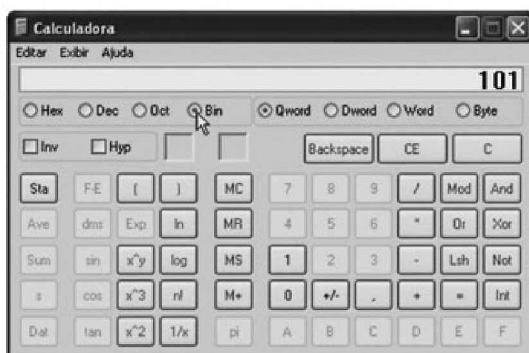 Calculadora
Editar Exibir Ajuda
101
Hex Dec Oct Bin Qword Dword Word Byte
Inv Hyp Backspace CE C
Sta F-E ( ) MC 7 8 9 / Mod And
Ave dms Exp ln MR 4 5 6 * Or Xor
Sum sin x^y log MS 1 2 3 - Lsh Not
s cos x^3 n! M+ 0 +/- , + = Int
Dat tan x^2 1/x pi A B C D E F